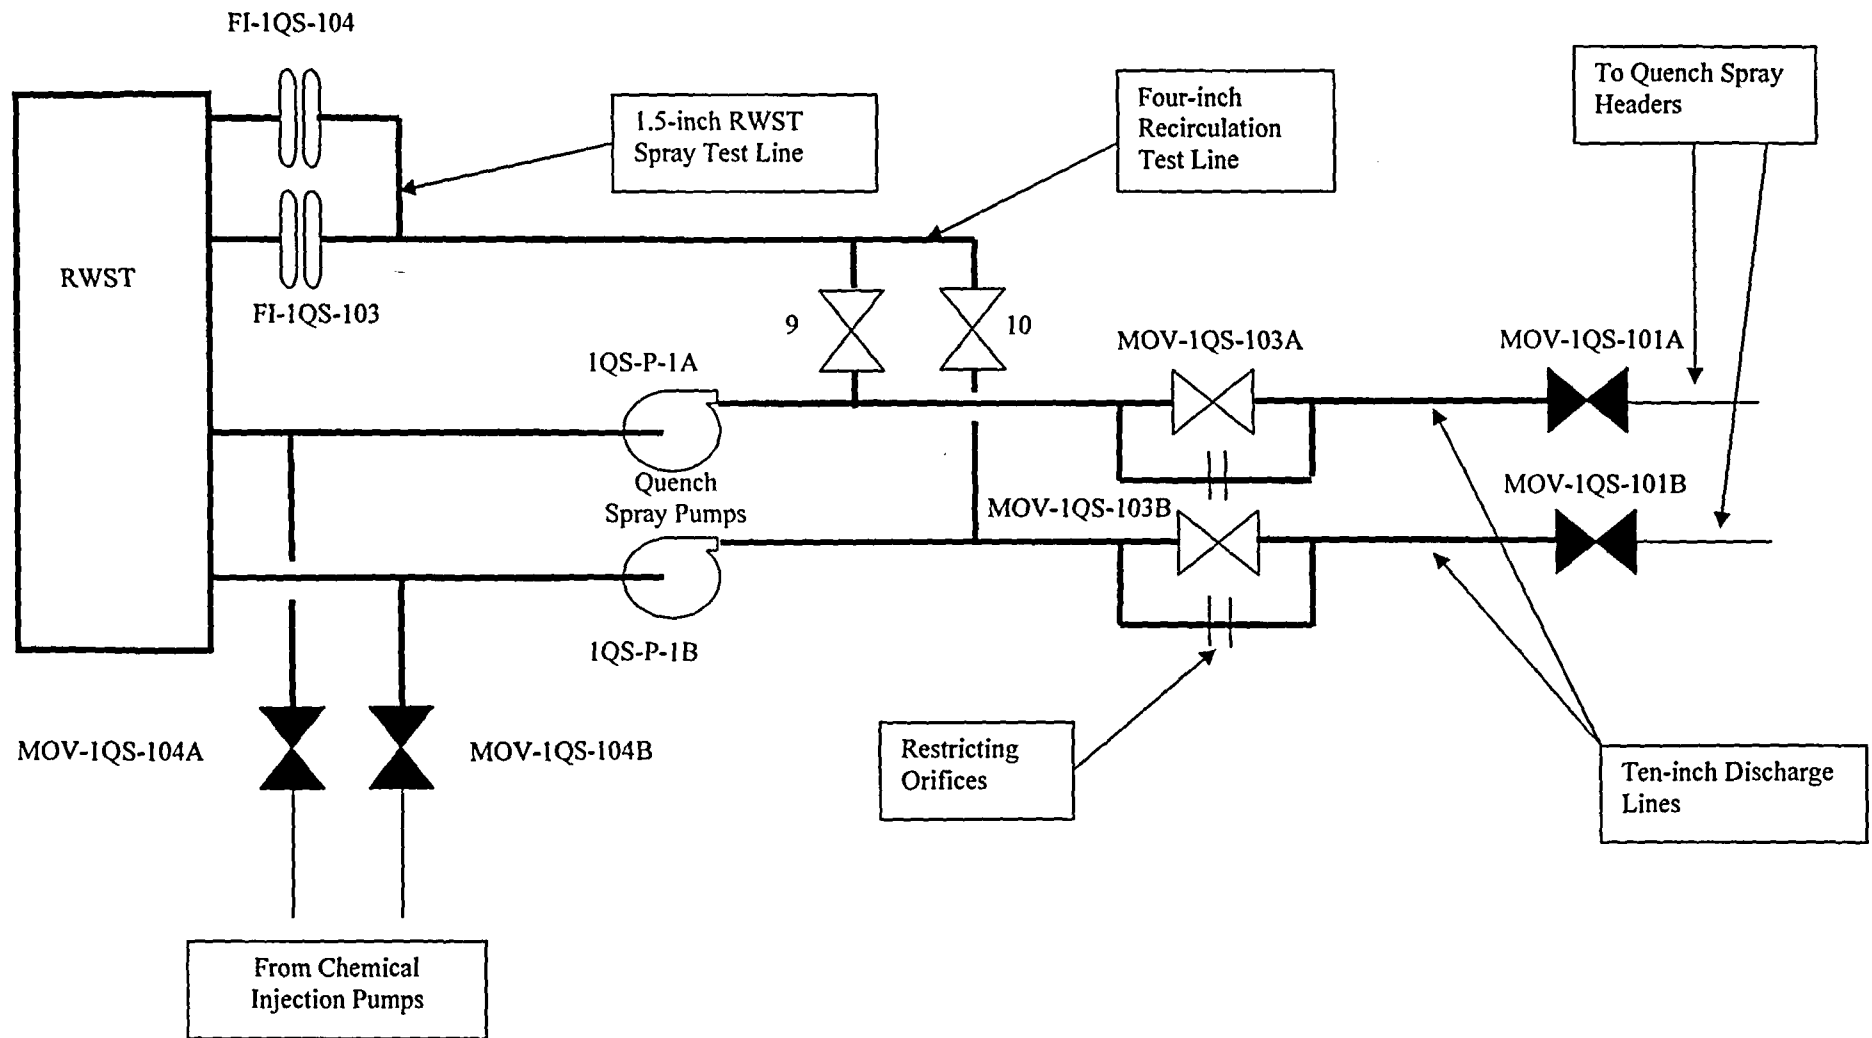 FI-1QS-104
To Quench Spray
Headers
1.5-inch RWST
Spray Test Line
Four-inch
Recirculation
Test Line
RWST
FI-1QS-103
9
10
1QS-P-1A
MOV-1QS-103A
MOV-1QS-101A
Quench
Spray Pumps
MOV-1QS-103B
MOV-1QS-101B
1QS-P-1B
MOV-1QS-104A
MOV-1QS-104B
Restricting
Orifices
Ten-inch Discharge
Lines
From Chemical
Injection Pumps